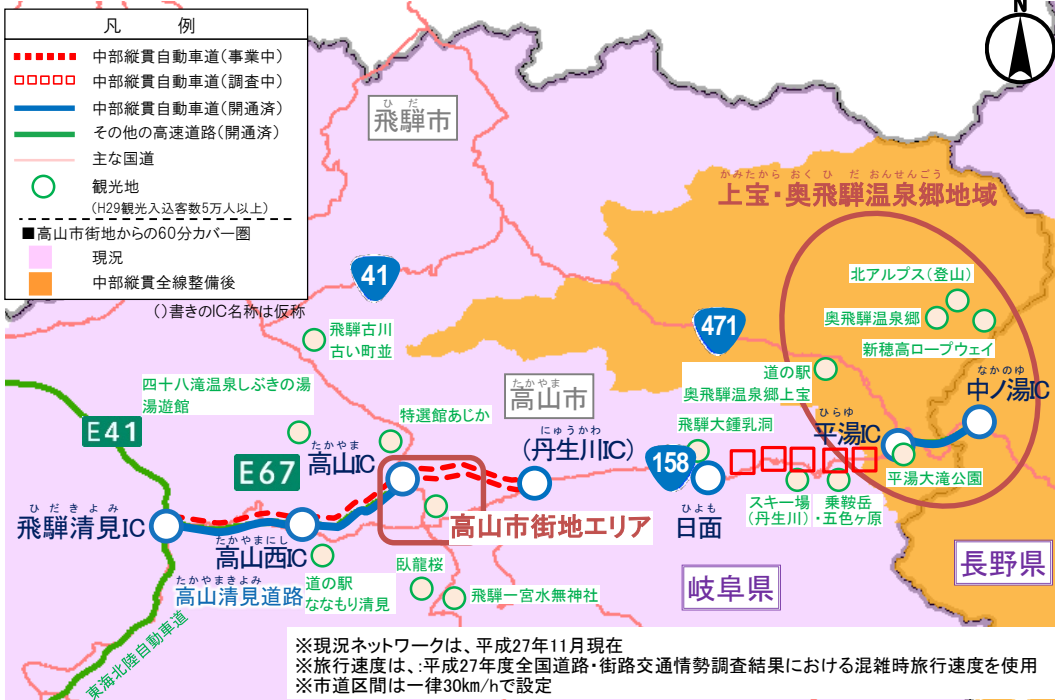 凡　例
中部縦貫自動車道(事業中)
中部縦貫自動車道(調査中)
中部縦貫自動車道(開通済)
その他の高速道路(開通済)
主な国道
観光地
(H29観光入込客数5万人以上)
■高山市街地からの60分カバー圏
現況
中部縦貫全線整備後
()書きのIC名称は仮称
N
ひだ
飛騨市
かみたから おくひだおんせんごう
上宝・奥飛騨温泉郷地域
41
471
北アルプス(登山)
奥飛騨温泉郷
新穂高ロープウェイ
飛騨古川
古い町並
道の駅
奥飛騨温泉郷上宝
なかのゆ
中ノ湯IC
四十八滝温泉しぶきの湯
湯遊館
たかやま
高山市
特選館あじか
飛騨大鍾乳洞
ひらゆ
平湯IC
E41
E67
たかやま
高山IC
にゅうかわ
(丹生川IC)
158
平湯大滝公園
スキー場
(丹生川)
乗鞍岳
・五色ヶ原
ひだきよみ
飛騨清見IC
高山市街地エリア
ひよも
日面
たかやまにし
高山西IC
たかやまきよみ
高山清見道路
道の駅
ななもり清見
臥龍桜
飛騨一宮水無神社
岐阜県
長野県
東海北陸自動車道
※現況ネットワークは、平成27年11月現在
※旅行速度は、:平成27年度全国道路・街路交通情勢調査結果における混雑時旅行速度を使用
※市道区間は一律30km/hで設定